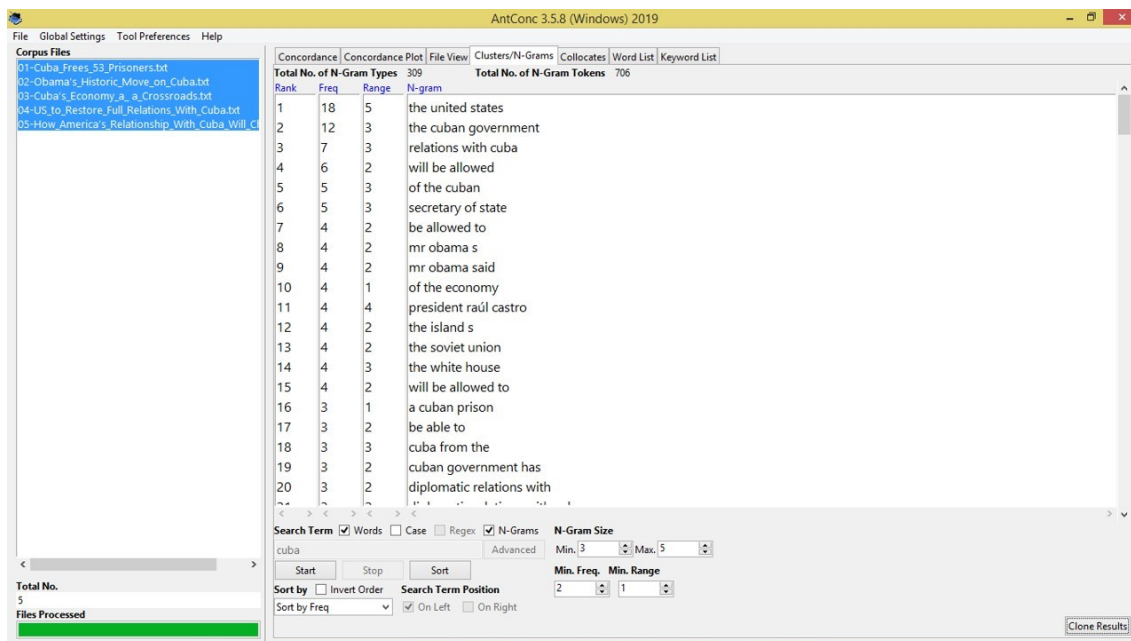 AntConc 3.5.8 (Windows) 2019
File Global Settings Tool Preferences Help
Corpus Files
01-Cuba_Frees_53_Prisoners.txt
02-Obama's_Historic_Move_on_Cuba.txt
03-Cuba's_Economy_a_ a_Crossroads.txt
04-US_to_Restore_Full_Relations_With_Cuba.txt
05-How_America's_Relationship_With_Cuba_Will_Cl
Total No.
5
Files Processed
Concordance Concordance Plot File View Clusters/N-Grams Collocates Word List Keyword List
Total No. of N-Gram Types 309 Total No. of N-Gram Tokens 706
Rank Freq Range N-gram
1 18 5 the united states
2 12 3 the cuban government
3 7 3 relations with cuba
4 6 2 will be allowed
5 5 3 of the cuban
6 5 3 secretary of state
7 4 2 be allowed to
8 4 2 mr obama s
9 4 2 mr obama said
10 4 1 of the economy
11 4 4 president raúl castro
12 4 2 the island s
13 4 2 the soviet union
14 4 3 the white house
15 4 2 will be allowed to
16 3 1 a cuban prison
17 3 2 be able to
18 3 3 cuba from the
19 3 2 cuban government has
20 3 2 diplomatic relations with
Search Term Words Case Regex N-Grams N-Gram Size
cuba Advanced Min. 3 Max. 5
Start Stop Sort Min. Freq. Min. Range
2 1
Sort by Invert Order Search Term Position
Sort by Freq On Left On Right
Clone Results